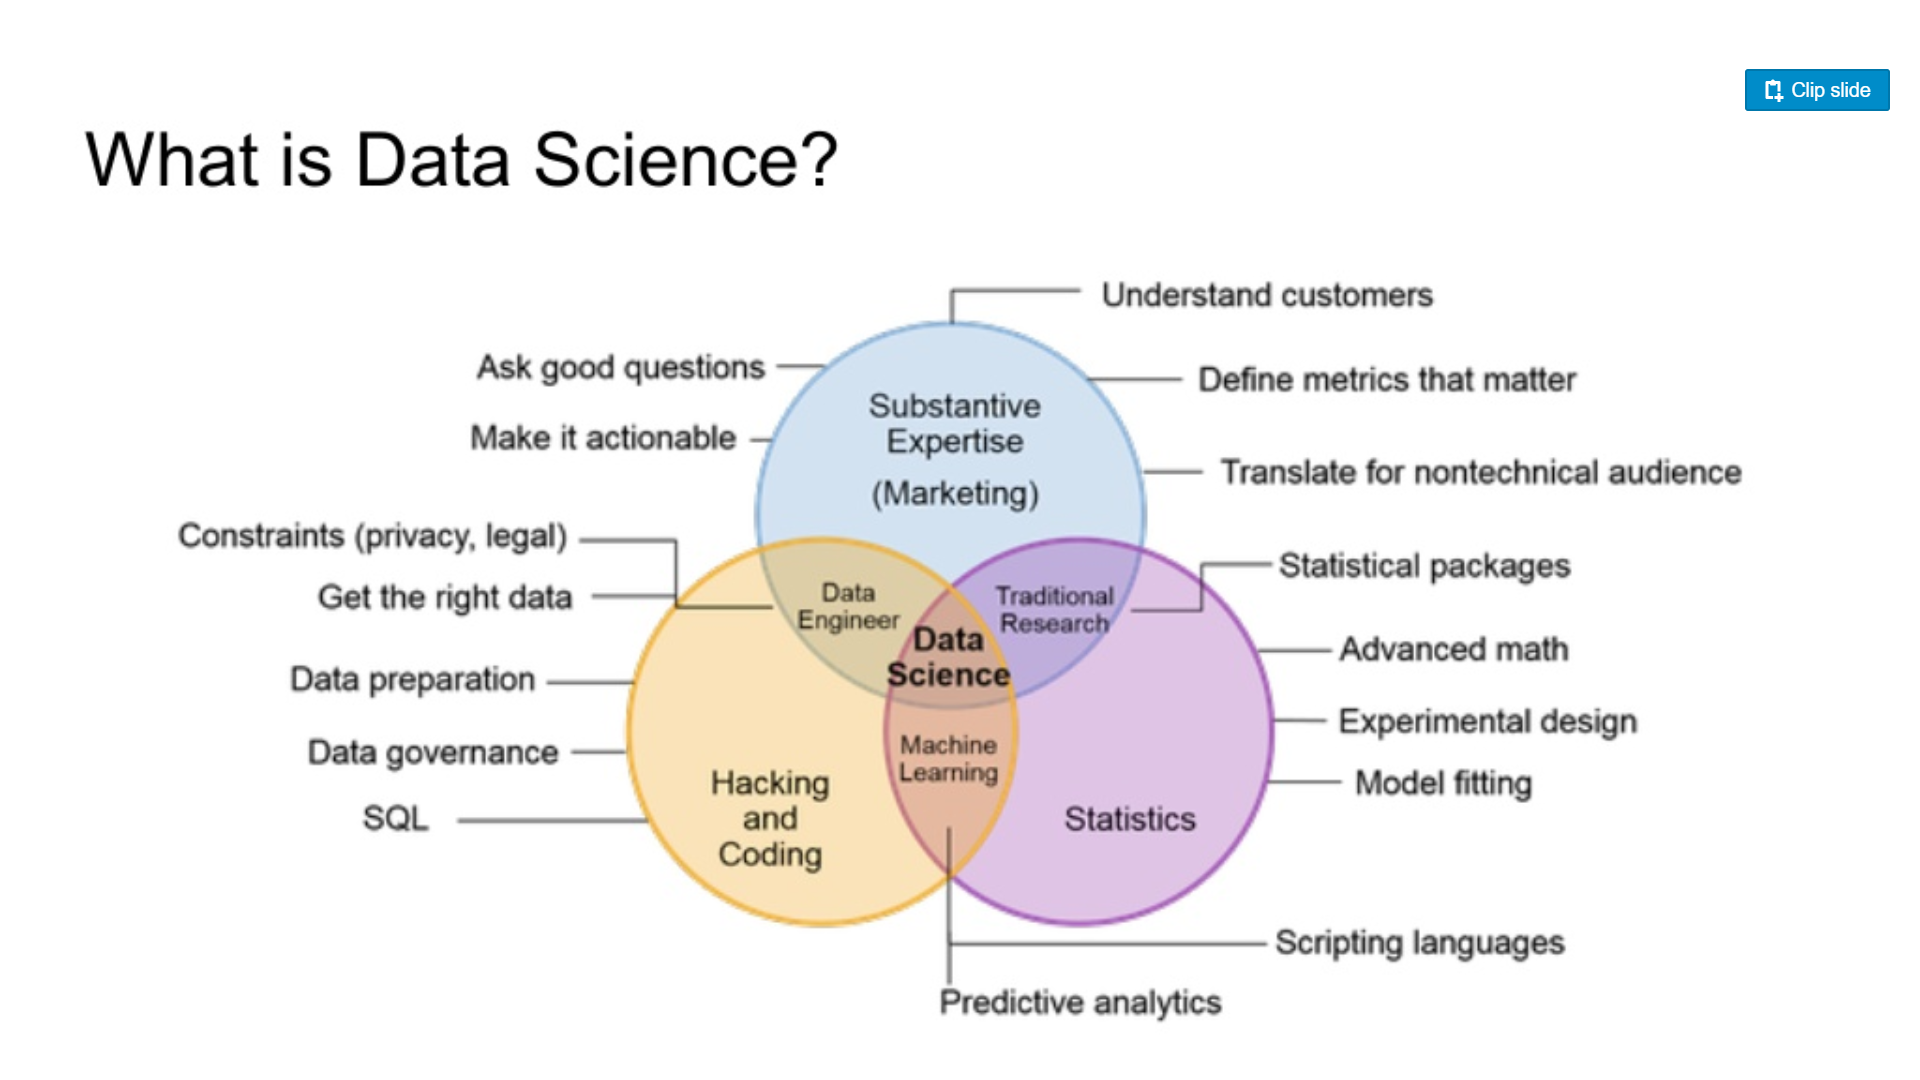 Clip slide
What is Data Science?
Understand customers
Ask good questions
Define metrics that matter
Substantive
Expertise
(Marketing)
Make it actionable
Translate for nontechnical audience
Constraints (privacy, legal)
Get the right data
Statistical packages
Data
Engineer
Traditional
Research
Data
Science
Data preparation
Advanced math
Data governance
Experimental design
Machine
Learning
Model fitting
SQL
Hacking
and
Coding
Statistics
Scripting languages
Predictive analytics